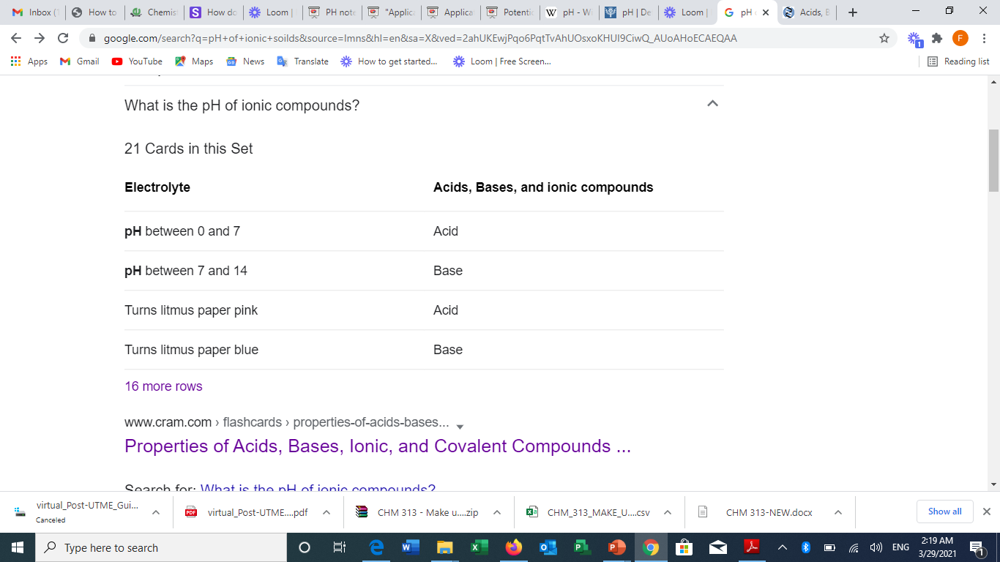 Inbox (
How to
Chemis
How do
Loom |
PH note
"Applica
Applica
Potentic
pH - Wi
pH | De
Loom |
pH
Acids, B
google.com/search?q=pH+of+ionic+soilds&source=lmns&hl=en&sa=X&ved=2ahUKEwjPqo6PqtTvAhUOsxoKHUI9CiwQ_AUoAHoECAEQAA
F
1
Apps
Gmail
YouTube
Maps
News
Translate
How to get started...
Loom | Free Screen...
Reading list
What is the pH of ionic compounds?
21 Cards in this Set
Electrolyte Acids, Bases, and ionic compounds
pH between 0 and 7 Acid
pH between 7 and 14 Base
Turns litmus paper pink Acid
Turns litmus paper blue Base
16 more rows
www.cram.com › flashcards › properties-of-acids-bases...
Properties of Acids, Bases, Ionic, and Covalent Compounds ...
Search for: What is the pH of ionic compounds?
virtual_Post-UTME_Gui...
Canceled
virtual_Post-UTME....pdf
CHM 313 - Make u....zip
CHM_313_MAKE_U....csv
CHM 313-NEW.docx
Show all
Type here to search
ENG
2:19 AM
3/29/2021
1